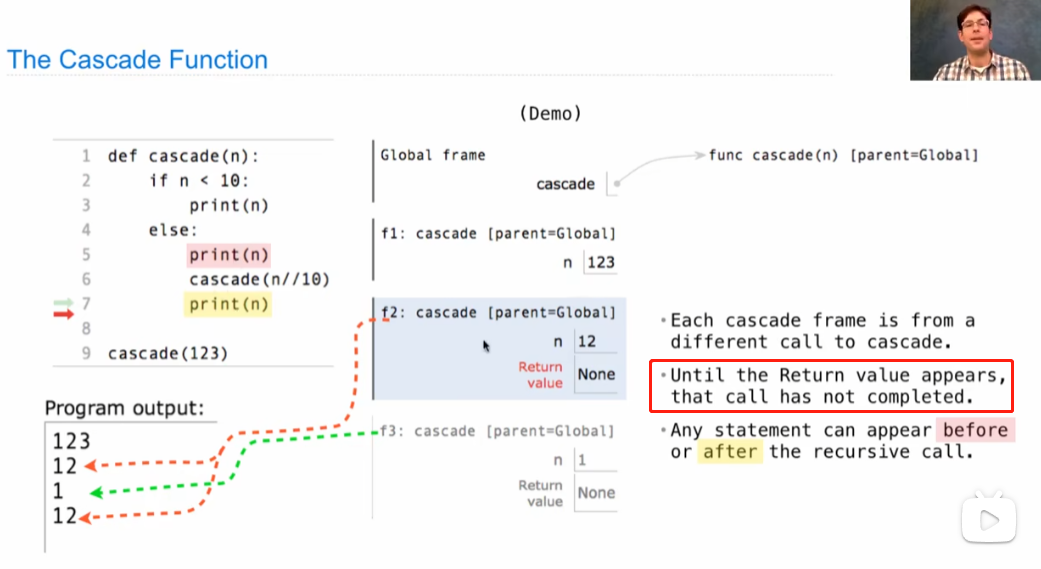 The Cascade Function
(Demo)
1 def cascade(n):
2 if n < 10:
3 print(n)
4 else:
5 print(n)
6 cascade(n//10)
7 print(n)
8
9 cascade(123)
Program output:
123
12
1
12
Global frame
cascade
func cascade(n) [parent=Global]
f1: cascade [parent=Global]
n 123
f2: cascade [parent=Global]
n 12
Return
value None
f3: cascade [parent=Global]
n 1
Return
value None
•Each cascade frame is from a
different call to cascade.
•Until the Return value appears,
that call has not completed.
•Any statement can appear before
or after the recursive call.